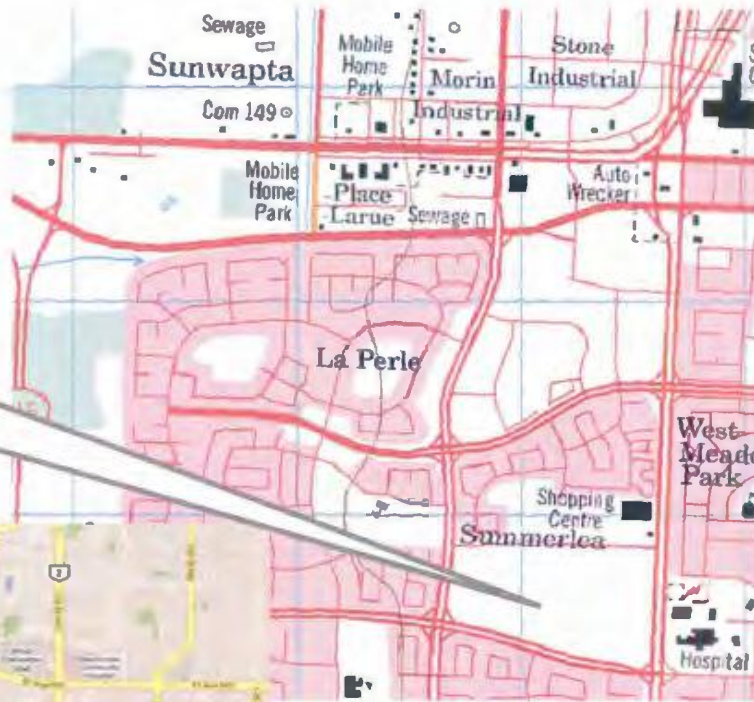 Sewage
Sunwapta
Com 149
Mobile
Home
Park
Morin
Industrial
Stone
Industrial
Mobile
Home
Park
Place
Larue
Sewage
Auto
Wrecker
La Perle
West
Park
Shopping
Centre
Summerlea
Hospital
2